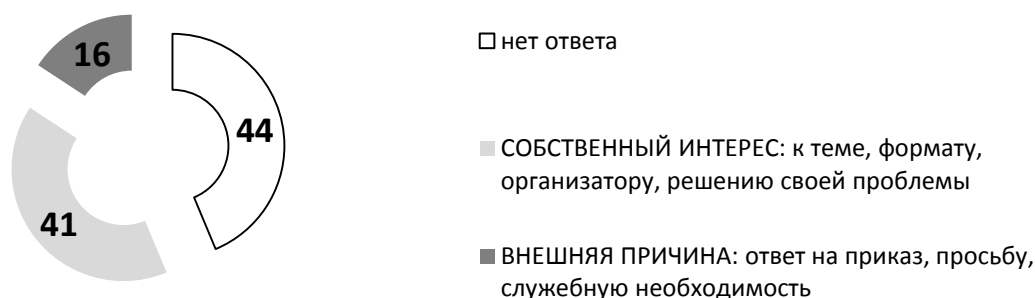 16
44
41
нет ответа
СОБСТВЕННЫЙ ИНТЕРЕС: к теме, формату,
организатору, решению своей проблемы
ВНЕШНЯЯ ПРИЧИНА: ответ на приказ, просьбу,
служебную необходимость